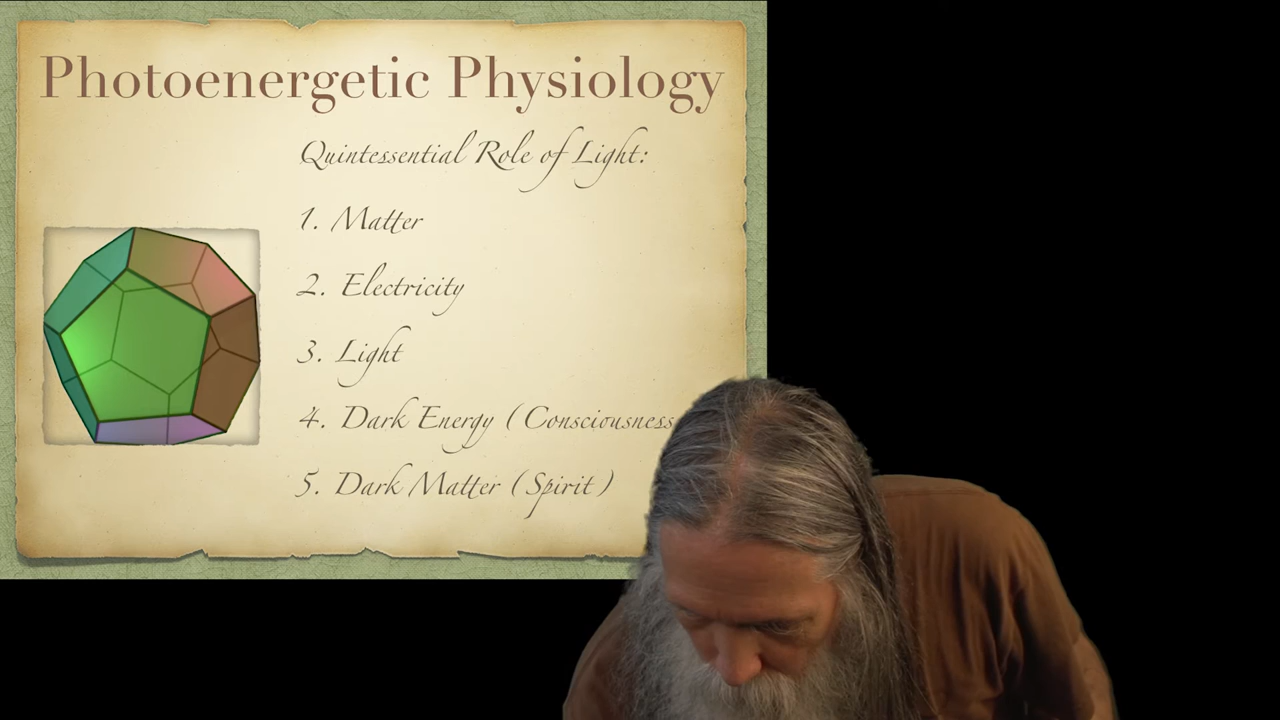 Photoenergetic Physiology
Quintessential Role of Light:
1. Matter
2. Electricity
3. Light
4. Dark Energy (Consciousness
5. Dark Matter (Spirit)